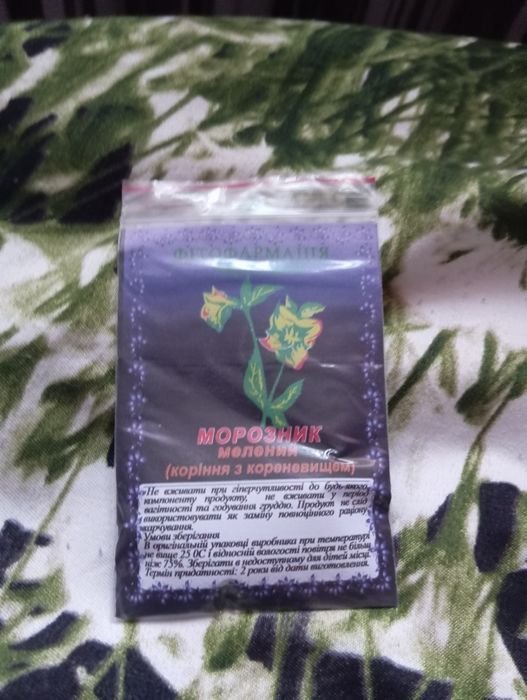 ФІТОФАРМАЦІЯ
МОРОЗНИК
мелений
(коріння з кореневищем)
Не вживати при гіперчутливості до будь-якого
компоненту продукту, не вживати у період
вагітності та годування груддю. Продукт не слід
використовувати як заміну повноцінного раціону
харчування.
Умови зберігання
В оригінальній упаковці виробника при температурі
не вище 25 0С і відносній вологості повітря не більш
ніж 75%. Зберігати в недоступному для дітей місці.
Термін придатності: 2 роки від дати виготовлення.